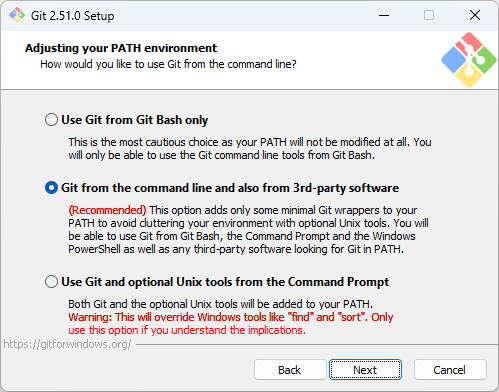 Git 2.51.0 Setup
Adjusting your PATH environment
How would you like to use Git from the command line?
Use Git from Git Bash only
This is the most cautious choice as your PATH will not be modified at all. You
will only be able to use the Git command line tools from Git Bash.
Git from the command line and also from 3rd-party software
(Recommended) This option adds only some minimal Git wrappers to your
PATH to avoid cluttering your environment with optional Unix tools. You will
be able to use Git from Git Bash, the Command Prompt and the Windows
PowerShell as well as any third-party software looking for Git in PATH.
Use Git and optional Unix tools from the Command Prompt
Both Git and the optional Unix tools will be added to your PATH.
Warning: This will override Windows tools like "find" and "sort". Only
use this option if you understand the implications.
https://gitforwindows.org/
Back
Next
Cancel